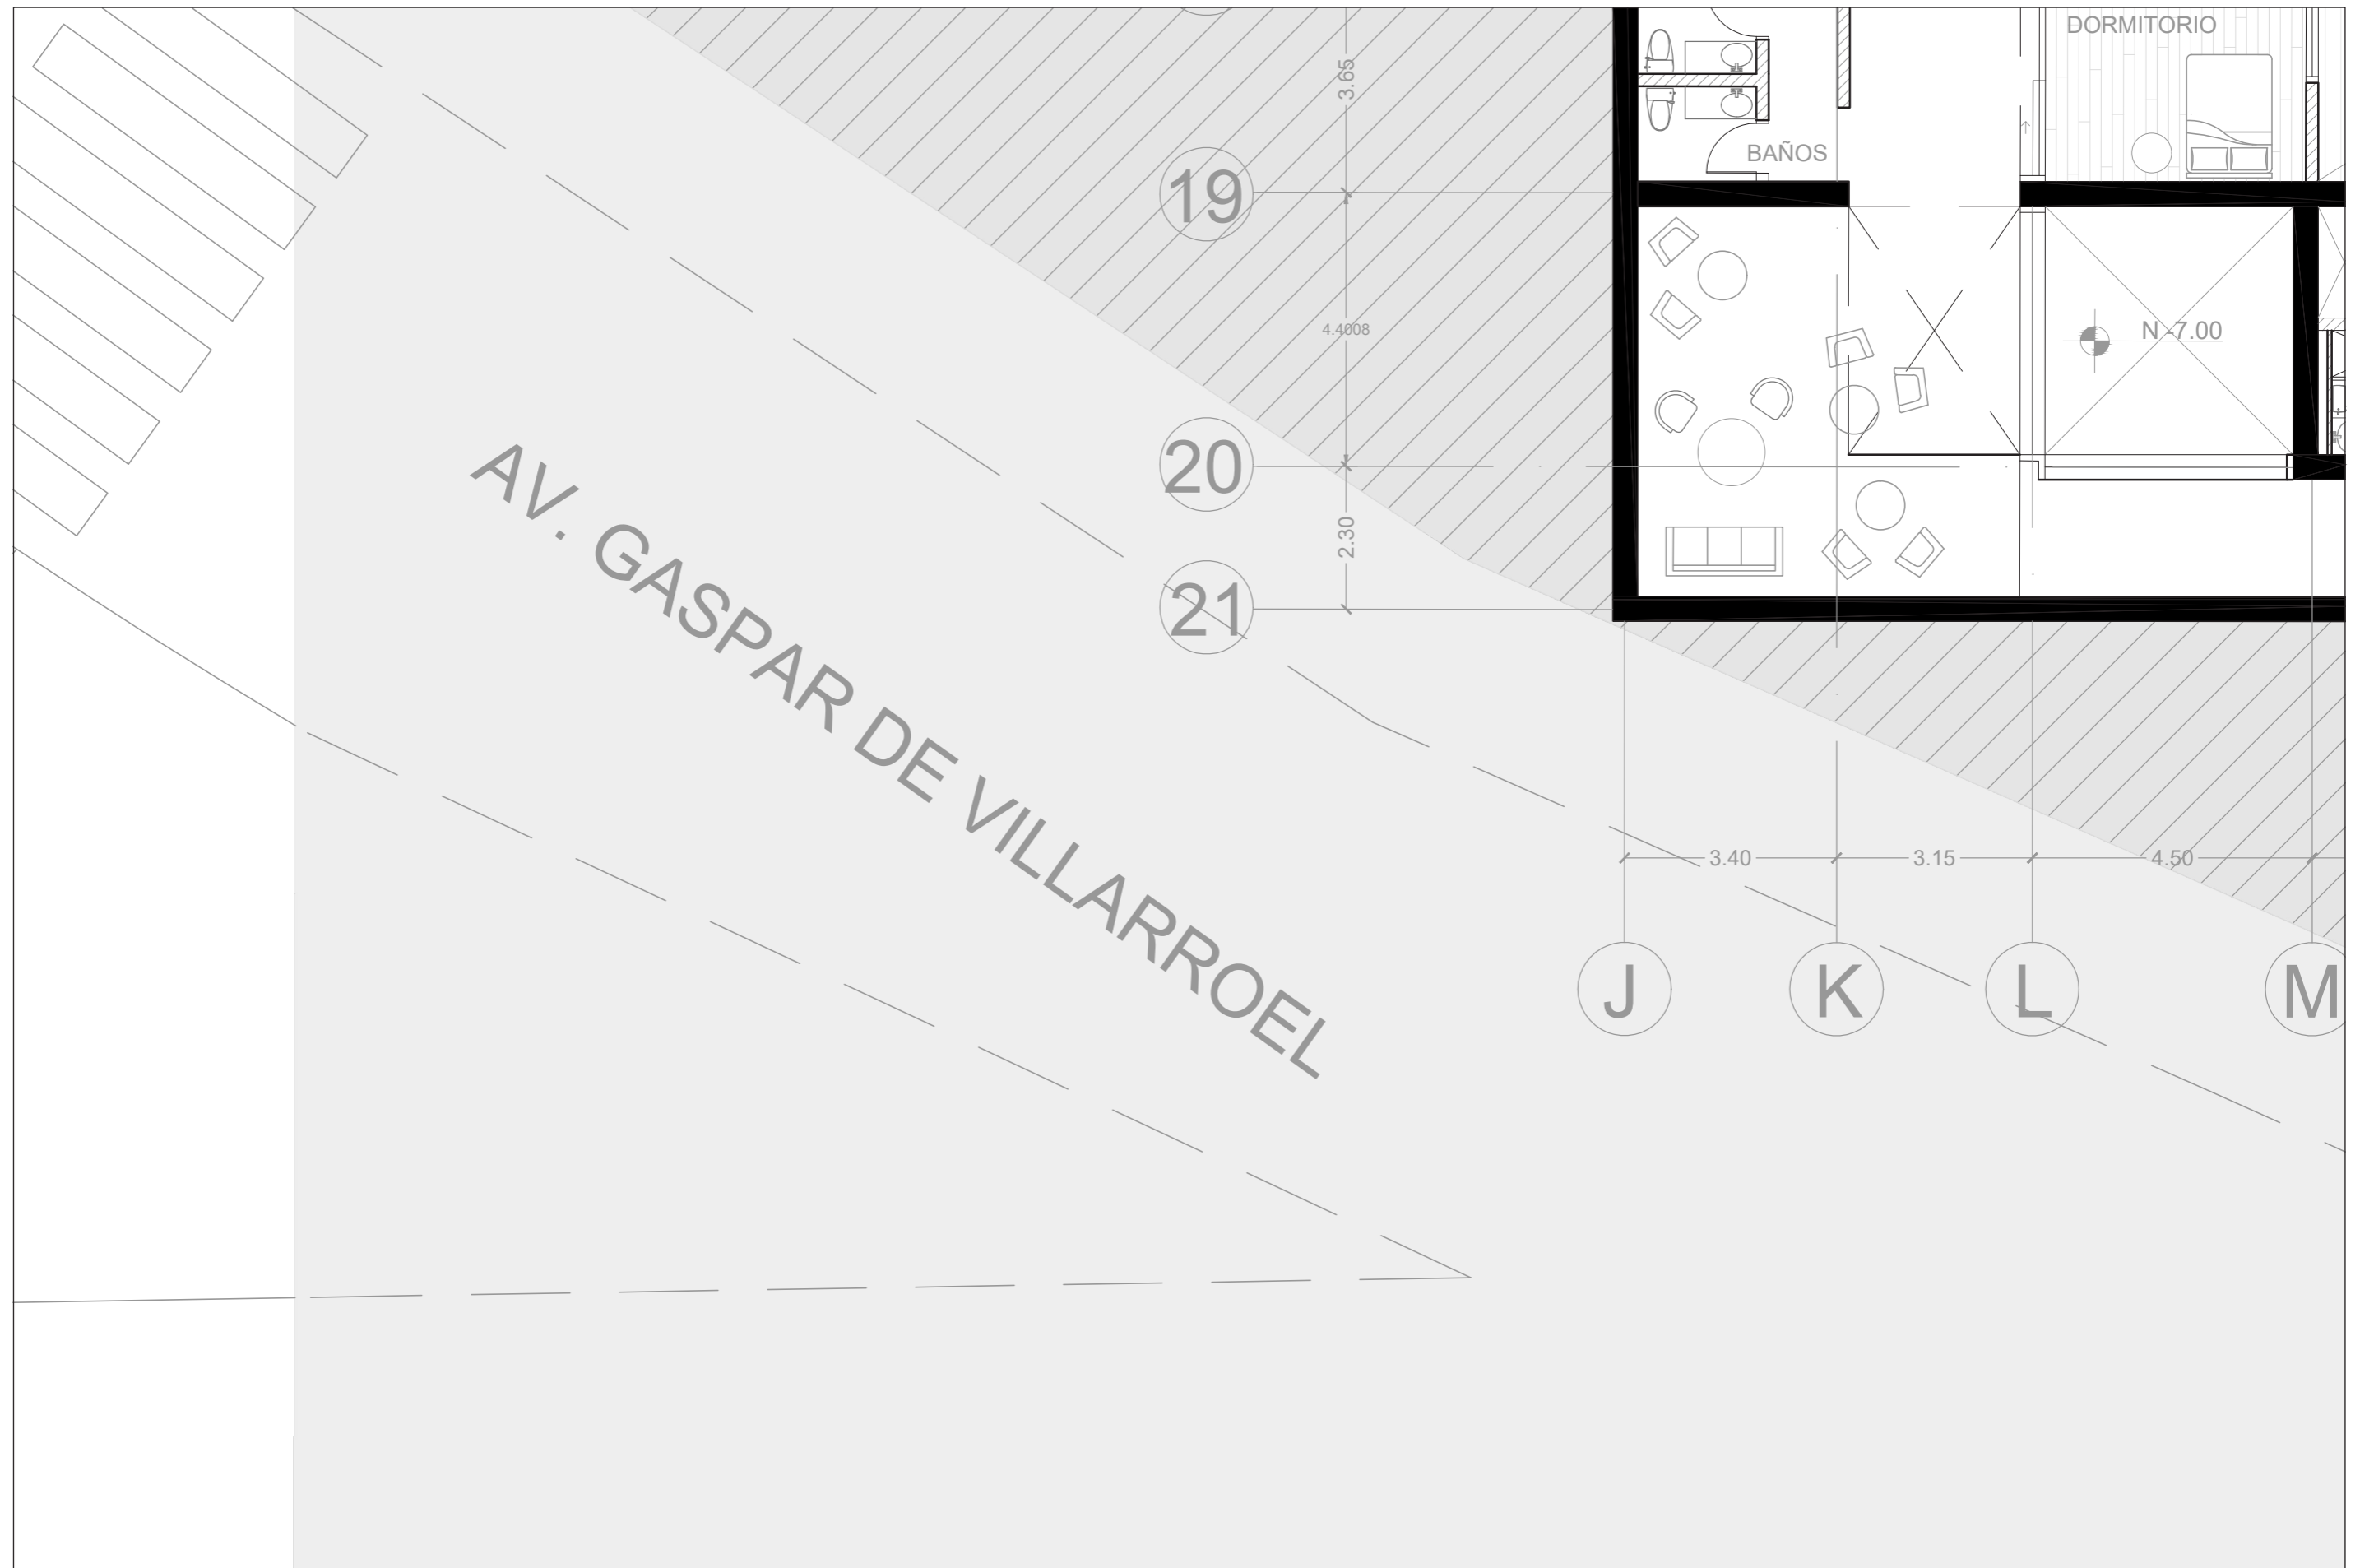 DORMITORIO
3.65
BAÑOS
19
4.4008
N -7.00
20
2.30
21
AV. GASPAR DE VILLARROEL
3.40
3.15
4.50
J
K
L
M